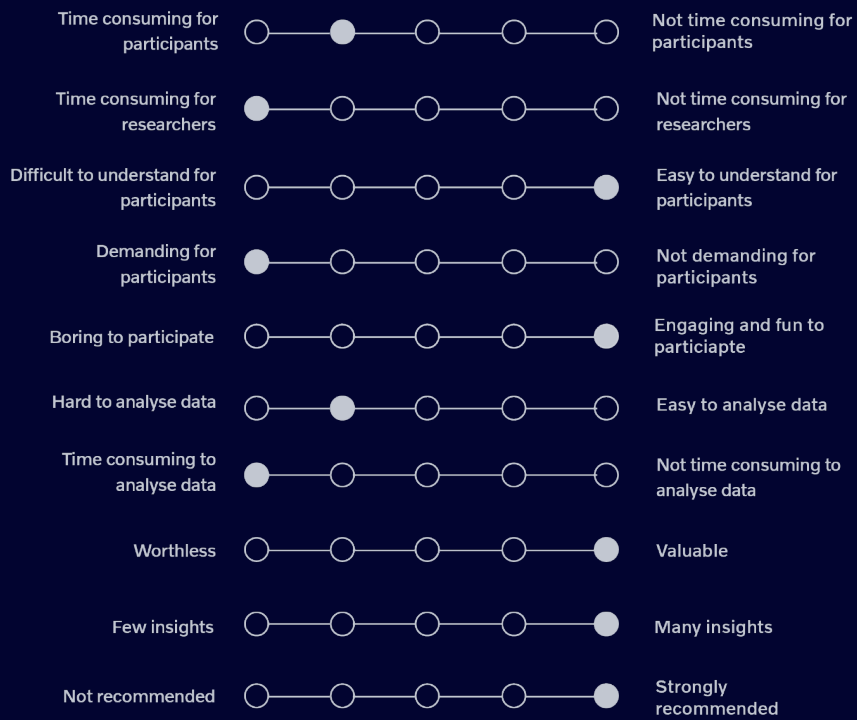 Time consuming for
participants
Not time consuming for
participants
Time consuming for
researchers
Not time consuming for
researchers
Difficult to understand for
participants
Easy to understand for
participants
Demanding for
participants
Not demanding for
participants
Boring to participate
Engaging and fun to
particiapte
Hard to analyse data
Easy to analyse data
Time consuming to
analyse data
Not time consuming to
analyse data
Worthless
Valuable
Few insights
Many insights
Not recommended
Strongly
recommended